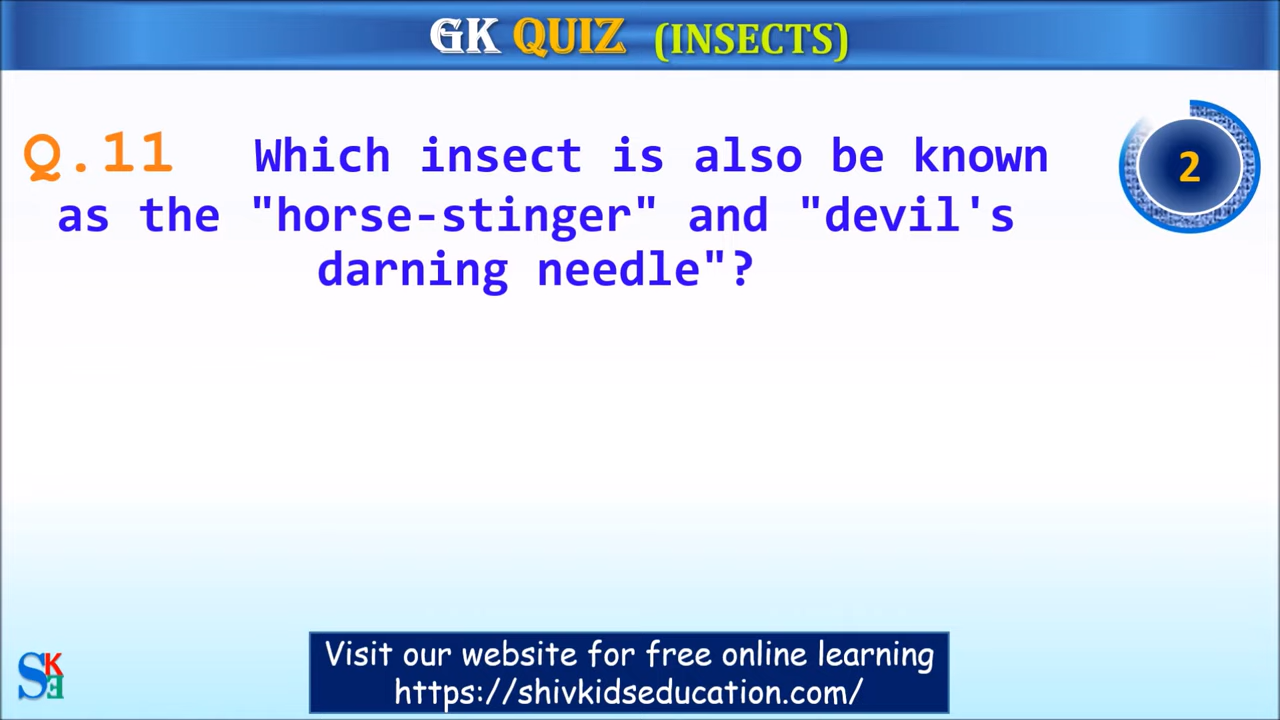 GK QUIZ (INSECTS)
Q.11 Which insect is also be known
as the "horse-stinger" and "devil's
darning needle"?
2
Visit our website for free online learning
https://shivkidseducation.com/
SKE